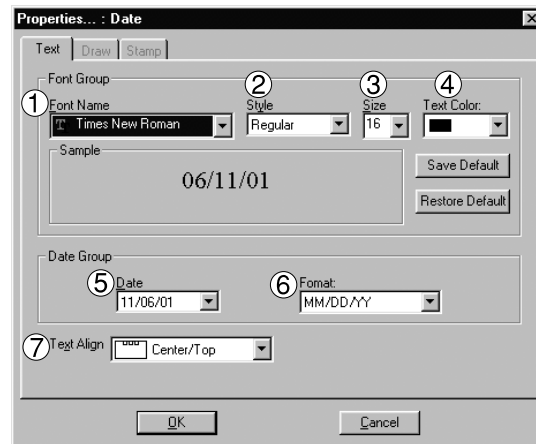 Properties... : Date
Text Draw Stamp
Font Group
① Font Name ② Style ③ Size ④ Text Color:
T Times New Roman Regular 16
Sample
06/11/01
Save Default
Restore Default
Date Group
⑤ Date ⑥ Fomat:
11/06/01 MM/DD/YY
⑦ Text Align Center/Top
OK Cancel